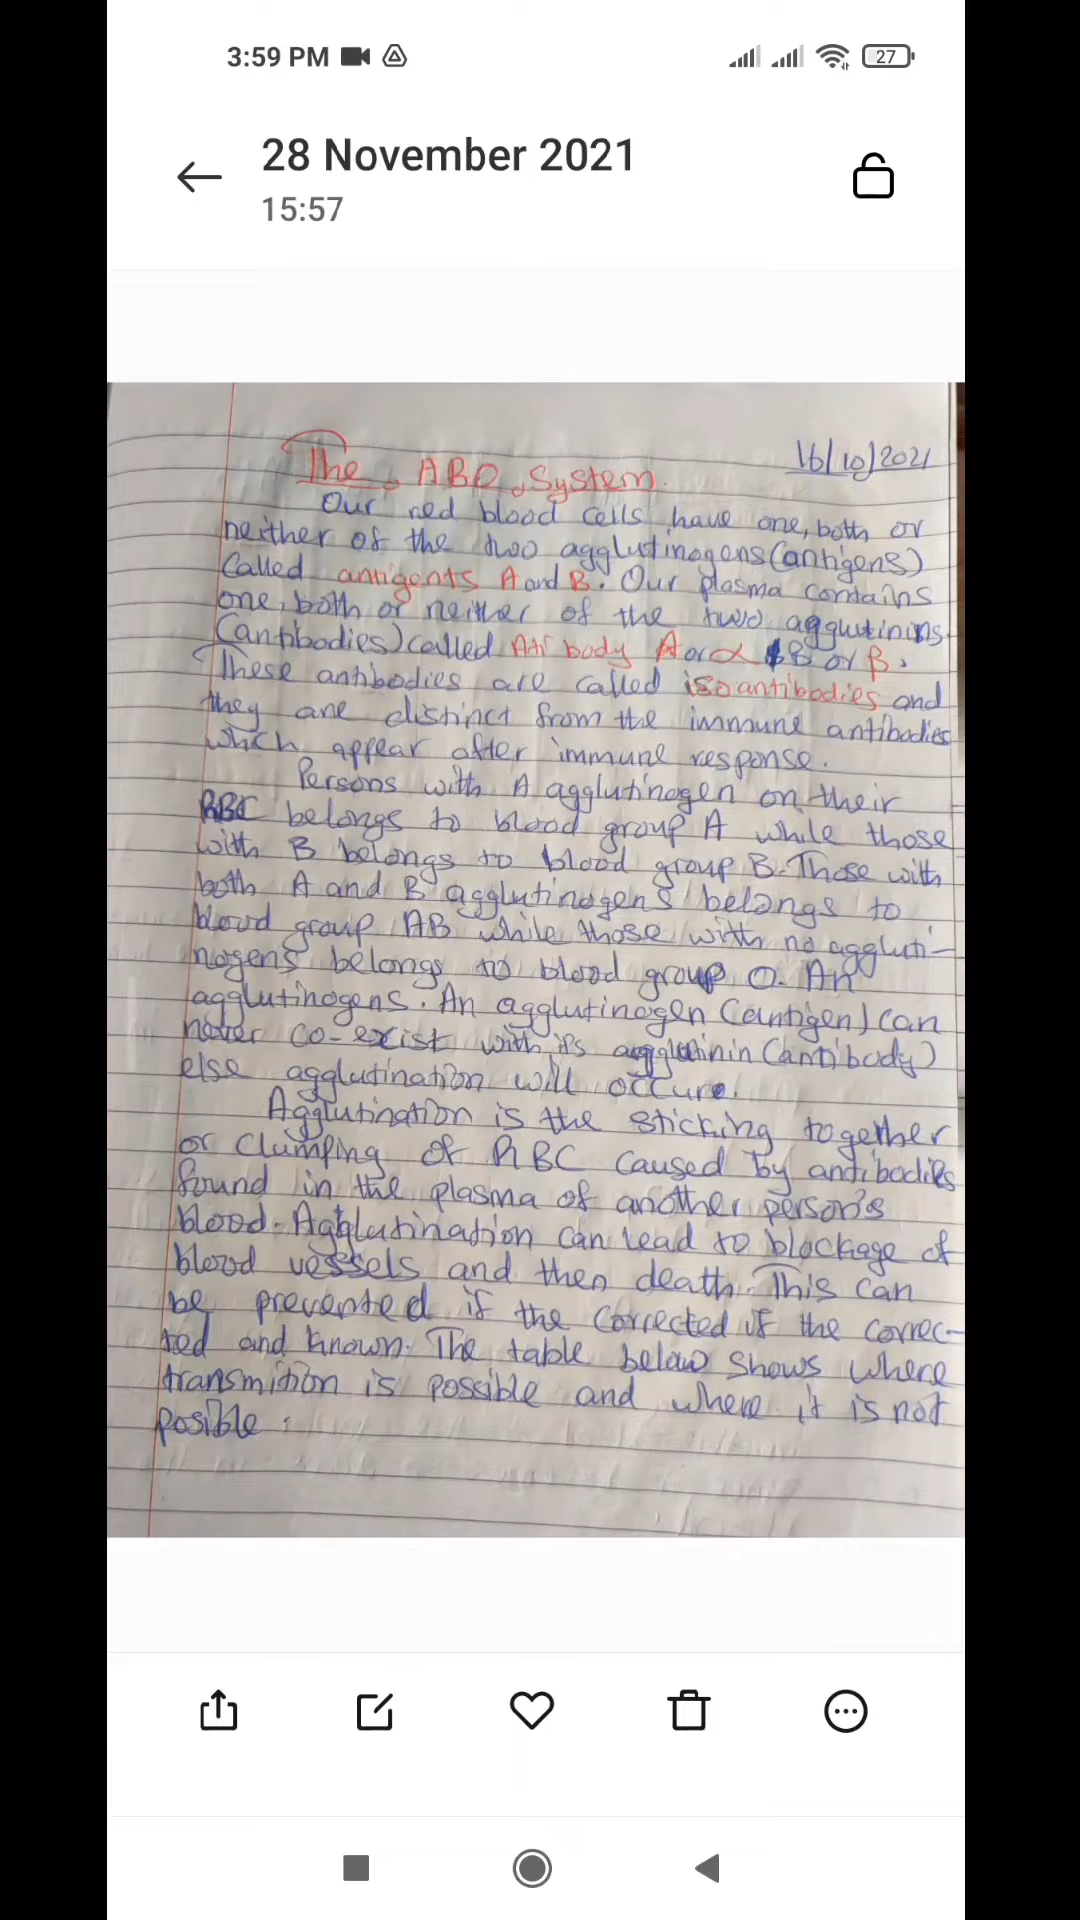 3:59 PM
27
28 November 2021
15:57
16/10/2021
The ABO System.
Our red blood cells have one, both or
neither of the two agglutinogens (antigens)
Called antigents A and B. Our plasma contains
one, both or neither of the two agglutinins
(antibodies) called Anti body A or α B or β.
These antibodies are called isoantibodies and
they are distinct from the immune antibodies
which appear after immune response.
Persons with A agglutinogen on their
RBC belongs to blood group A while those
with B belongs to blood group B. Those with
both A and B agglutinogens belongs to
blood group AB while those with no aggluti-
nogens belongs to blood group O. An
agglutinogens. An agglutinogen (antigen) can
never co-exist with its agglutinin (antibody)
else agglutination will occure.
Agglutination is the sticking together
or clumping of RBC caused by antibodies
found in the plasma of another person's
blood. Agglutination can lead to blockage of
blood vessels and then death. This can
be prevented if the corrected if the correc-
ted and known. The table below shows where
transmition is possible and where it is not
posible :